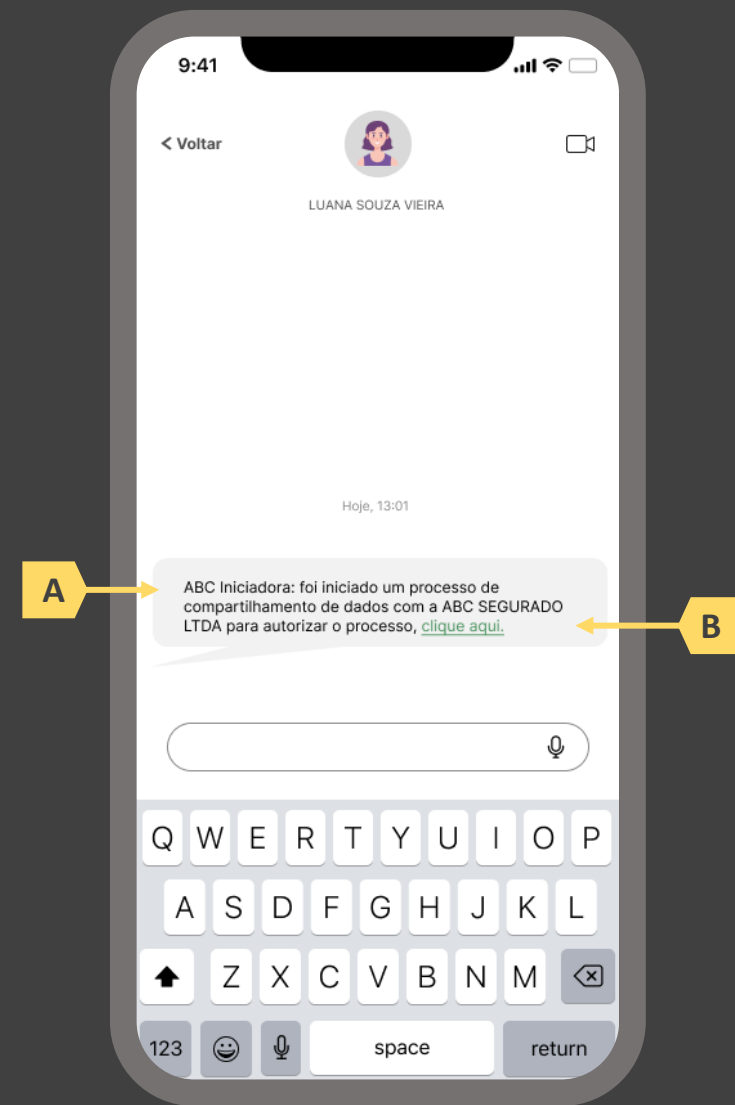 9:41
< Voltar
LUANA SOUZA VIEIRA
Hoje, 13:01
A
ABC Iniciadora: foi iniciado um processo de
compartilhamento de dados com a ABC SEGURADO
LTDA para autorizar o processo, clique aqui.
B
Q W E R T Y U I O P
A S D F G H J K L
Z X C V B N M
123 space return